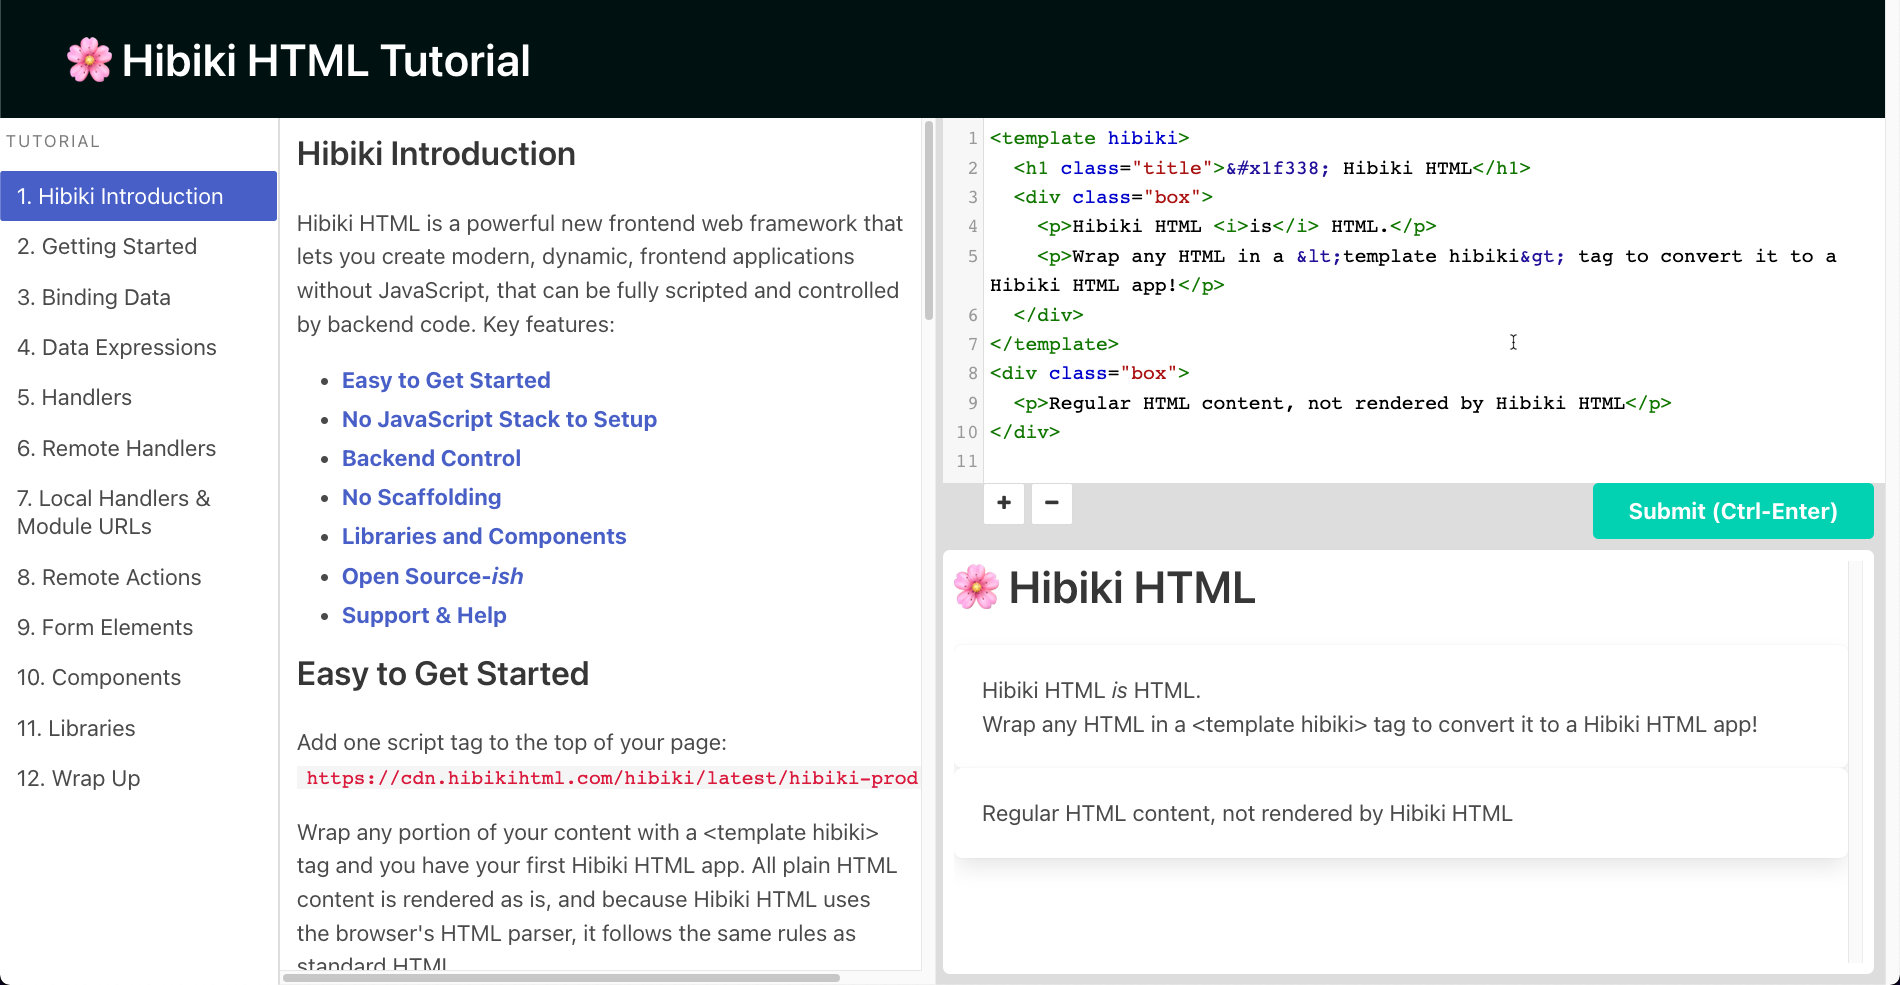 🌸 Hibiki HTML Tutorial
TUTORIAL
1. Hibiki Introduction
2. Getting Started
3. Binding Data
4. Data Expressions
5. Handlers
6. Remote Handlers
7. Local Handlers &
Module URLs
8. Remote Actions
9. Form Elements
10. Components
11. Libraries
12. Wrap Up
Hibiki Introduction
Hibiki HTML is a powerful new frontend web framework that
lets you create modern, dynamic, frontend applications
without JavaScript, that can be fully scripted and controlled
by backend code. Key features:
• Easy to Get Started
• No JavaScript Stack to Setup
• Backend Control
• No Scaffolding
• Libraries and Components
• Open Source-ish
• Support & Help
Easy to Get Started
Add one script tag to the top of your page:
https://cdn.hibikihtml.com/hibiki/latest/hibiki-prod
Wrap any portion of your content with a <template hibiki>
tag and you have your first Hibiki HTML app. All plain HTML
content is rendered as is, and because Hibiki HTML uses
the browser's HTML parser, it follows the same rules as
standard HTML
1 <template hibiki>
2   <h1 class="title">&#x1f338; Hibiki HTML</h1>
3   <div class="box">
4     <p>Hibiki HTML <i>is</i> HTML.</p>
5     <p>Wrap any HTML in a &lt;template hibiki&gt; tag to convert it to a
Hibiki HTML app!</p>
6   </div>
7 </template>
8 <div class="box">
9   <p>Regular HTML content, not rendered by Hibiki HTML</p>
10 </div>
11
+ −
Submit (Ctrl-Enter)
🌸 Hibiki HTML
Hibiki HTML is HTML.
Wrap any HTML in a <template hibiki> tag to convert it to a Hibiki HTML app!
Regular HTML content, not rendered by Hibiki HTML